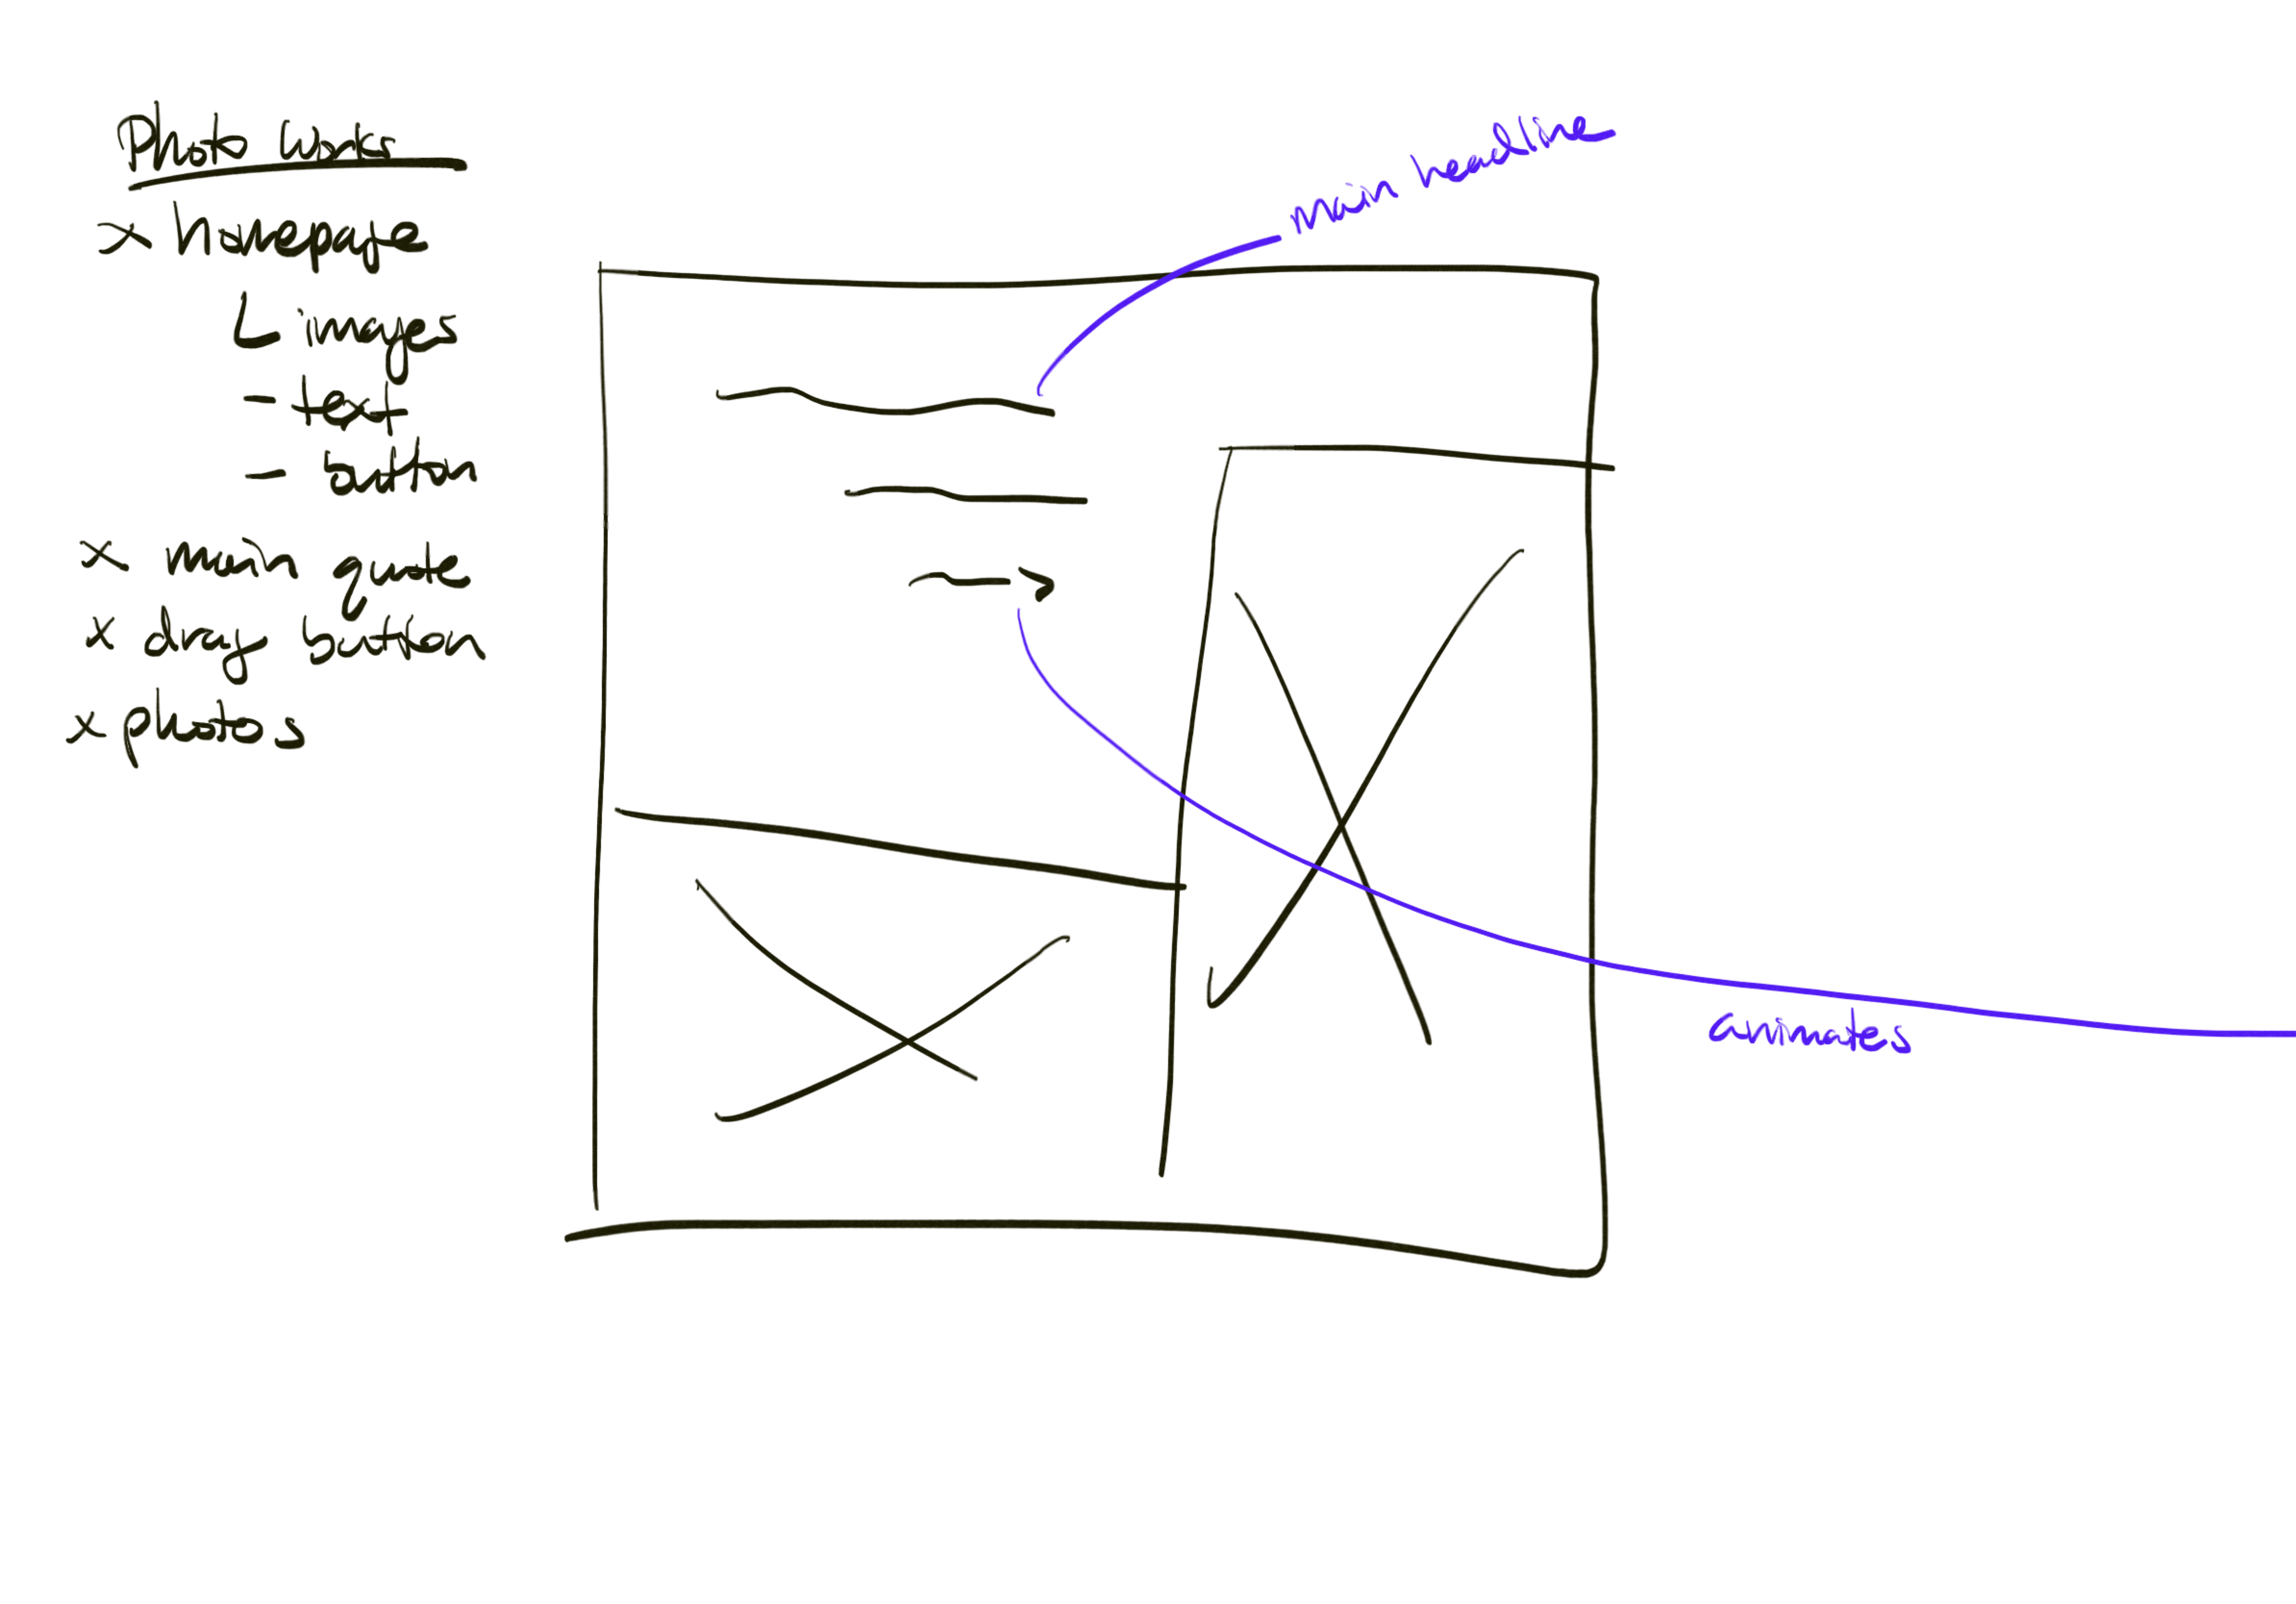 Photo Works
x homepage
images
- text
- button
x main quote
x drag button
x photos
main headline
animates